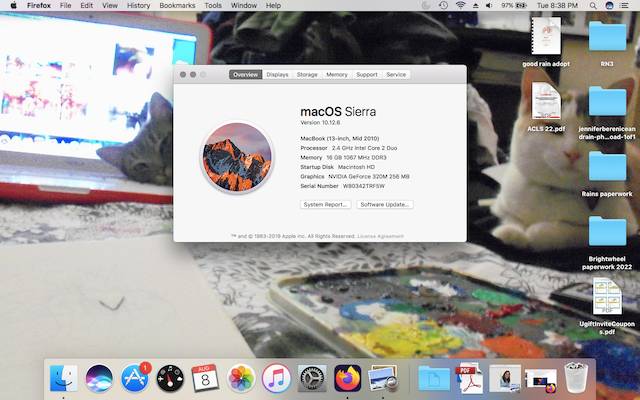 Firefox File Edit View History Bookmarks Tools Window Help 97% Tue 8:38 PM
Overview Displays Storage Memory Support Service
macOS Sierra
Version 10.12.6
MacBook (13-inch, Mid 2010)
Processor 2.4 GHz Intel Core 2 Duo
Memory 16 GB 1067 MHz DDR3
Startup Disk Macintosh HD
Graphics NVIDIA GeForce 320M 256 MB
Serial Number W80342TRF5W
System Report... Software Update...
™ and © 1983-2019 Apple Inc. All Rights Reserved. License Agreement
good rain adopt
RN3
ACLS 22.pdf
jenniferberenicean
drain-ph...oad-1of1
Rains paperwork
Brightwheel
paperwork 2022
PDF
UgiftInviteCoupon
s.pdf
1
AUG
8
PDF